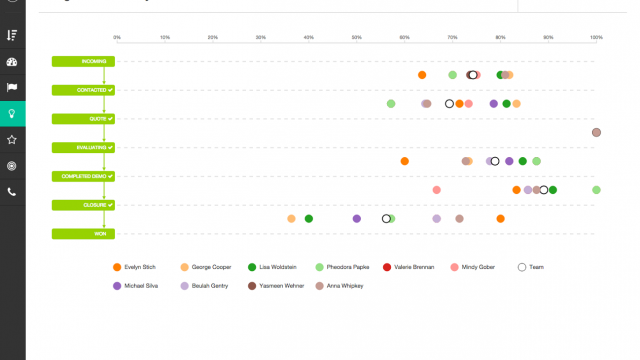 0% 10% 20% 30% 40% 50% 60% 70% 80% 90% 100%
INCOMING
CONTACTED
QUOTE
EVALUATING
COMPLETED DEMO
CLOSURE
WON
Evelyn Stich George Cooper Lisa Woldstein Pheodora Papke Valerie Brennan Mindy Gober Team
Michael Silva Beulah Gentry Yasmeen Wehner Anna Whipkey